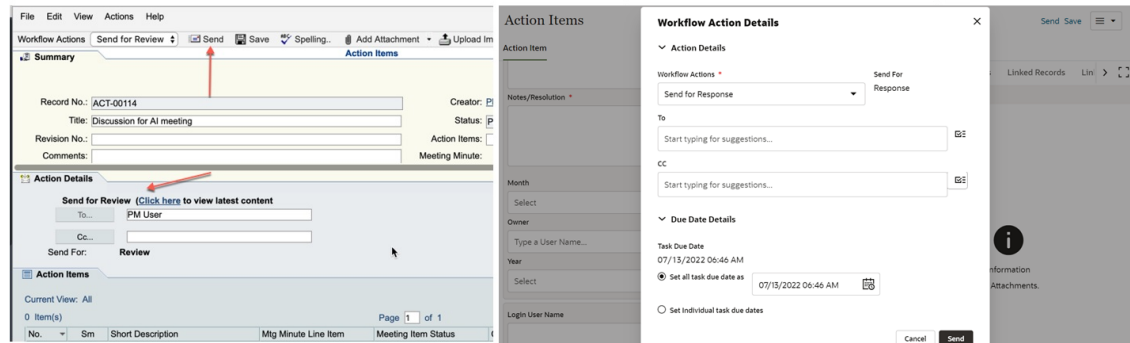 File Edit View Actions Help
Workflow Actions Send for Review Send Save Spelling.. Add Attachment Upload Im
Action Items
Summary
Record No.: ACT-00114 Creator:
Title: Discussion for AI meeting Status:
Revision No.: Action Items:
Comments: Meeting Minute:
Action Details
Send for Review (Click here to view latest content
To... PM User
Cc...
Send For: Review
Action Items
Current View: All
0 Item(s) Page 1 of 1
No. Sm Short Description Mtg Minute Line Item Meeting Item Status
Action Items
Send Save
Action Item
Linked Records Lin
Notes/Resolution *
Month
Select
Owner
Type a User Name...
Year
Select
Login User Name
nformation
Attachments.
Workflow Action Details
Action Details
Workflow Actions * Send For
Send for Response Response
To
Start typing for suggestions...
CC
Start typing for suggestions...
Due Date Details
Task Due Date
07/13/2022 06:46 AM
Set all task due date as 07/13/2022 06:46 AM
Set Individual task due dates
Cancel Send